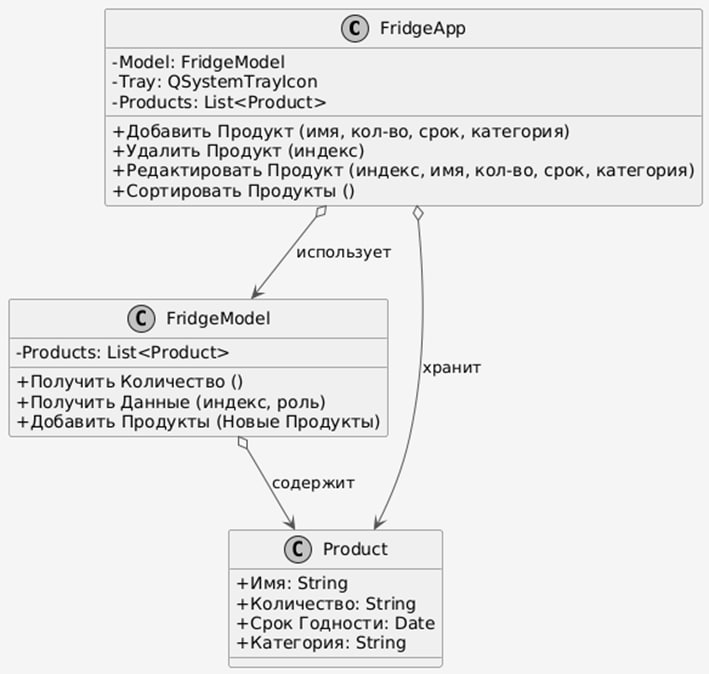 C FridgeApp
-Model: FridgeModel
-Tray: QSystemTrayIcon
-Products: List<Product>
+Добавить Продукт (имя, кол-во, срок, категория)
+Удалить Продукт (индекс)
+Редактировать Продукт (индекс, имя, кол-во, срок, категория)
+Сортировать Продукты ()
использует
C FridgeModel
-Products: List<Product>
+Получить Количество ()
+Получить Данные (индекс, роль)
+Добавить Продукты (Новые Продукты)
хранит
содержит
C Product
+Имя: String
+Количество: String
+Срок Годности: Date
+Категория: String